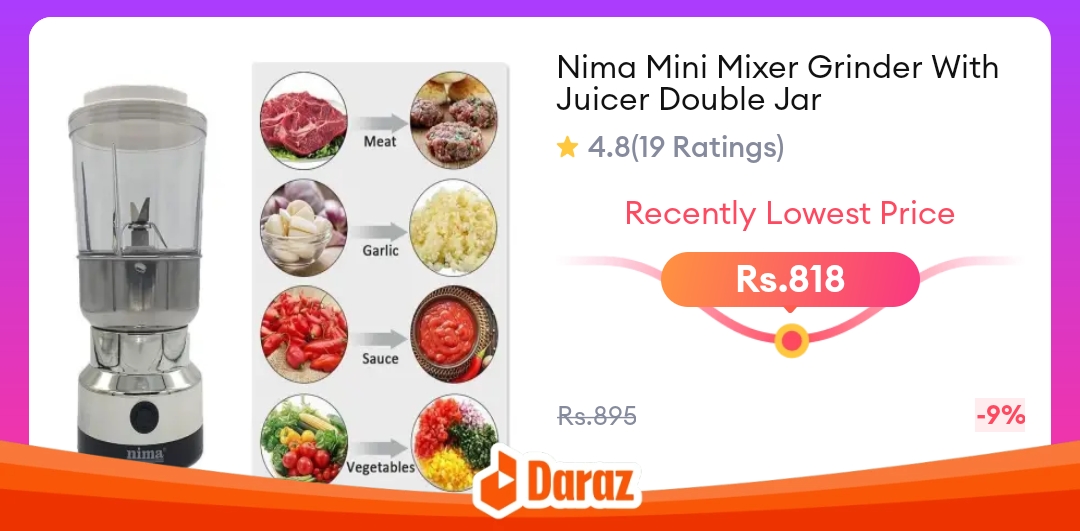 Nima Mini Mixer Grinder With
Juicer Double Jar
4.8(19 Ratings)
Recently Lowest Price
Rs.818
Rs.895
-9%
Meat
Garlic
Sauce
Vegetables
nima
Daraz